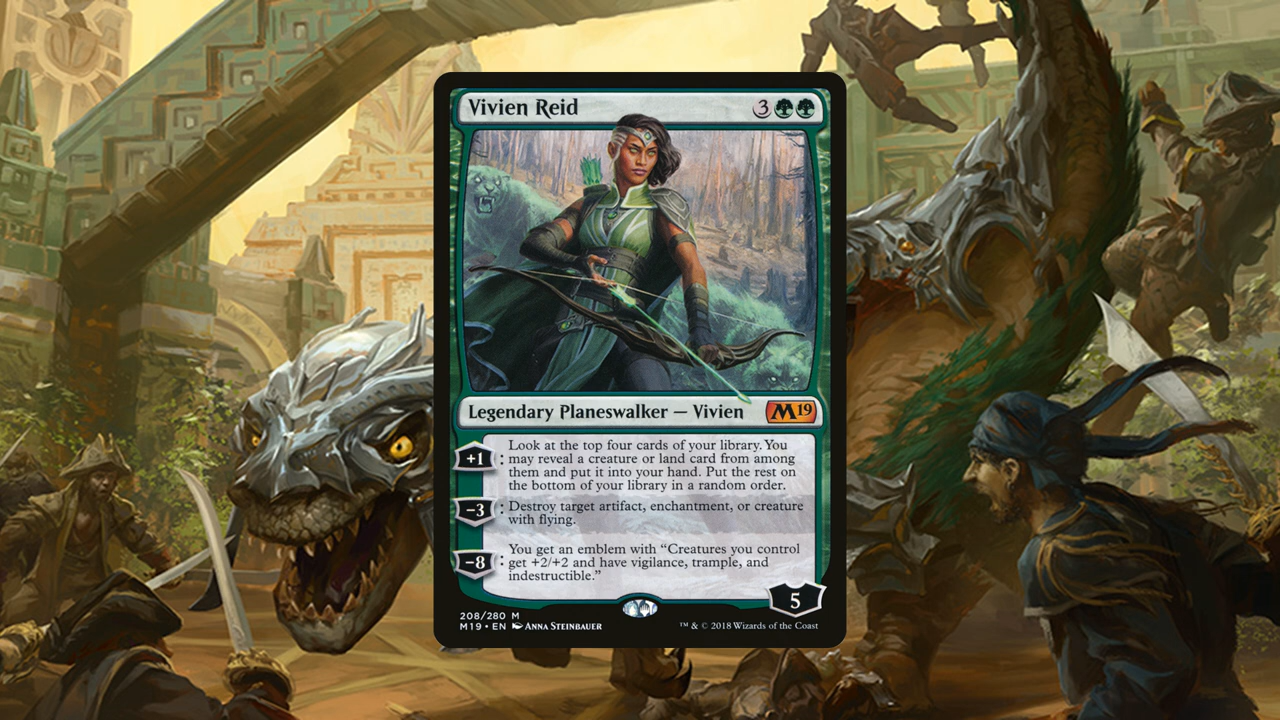 Vivien Reid 3
Legendary Planeswalker — Vivien M19
+1: Look at the top four cards of your library. You
may reveal a creature or land card from among
them and put it into your hand. Put the rest on
the bottom of your library in a random order.
−3: Destroy target artifact, enchantment, or creature
with flying.
−8: You get an emblem with “Creatures you control
get +2/+2 and have vigilance, trample, and
indestructible.”
5
208/280 M
M19 • EN Anna Steinbauer ™ & © 2018 Wizards of the Coast